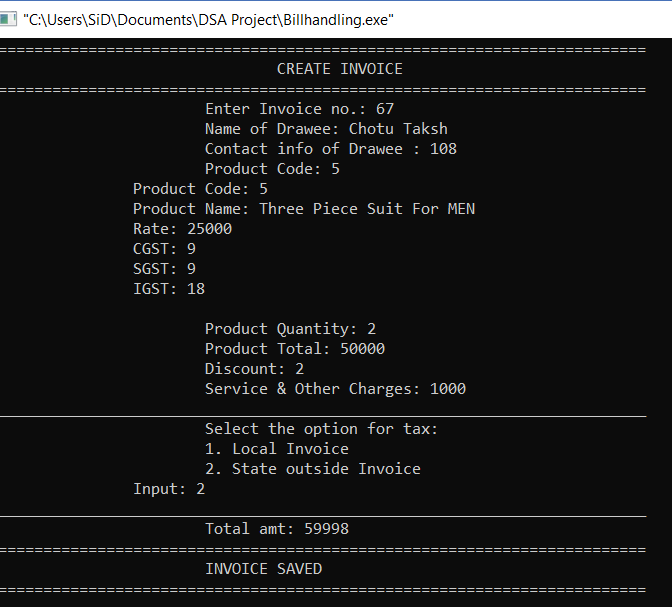 "C:\Users\SiD\Documents\DSA Project\Billhandling.exe"
================================================================================
CREATE INVOICE
================================================================================
Enter Invoice no.: 67
Name of Drawee: Chotu Taksh
Contact info of Drawee : 108
Product Code: 5
Product Code: 5
Product Name: Three Piece Suit For MEN
Rate: 25000
CGST: 9
SGST: 9
IGST: 18
Product Quantity: 2
Product Total: 50000
Discount: 2
Service & Other Charges: 1000
________________________________________________________________________________
Select the option for tax:
1. Local Invoice
2. State outside Invoice
Input: 2
________________________________________________________________________________
Total amt: 59998
================================================================================
INVOICE SAVED
================================================================================